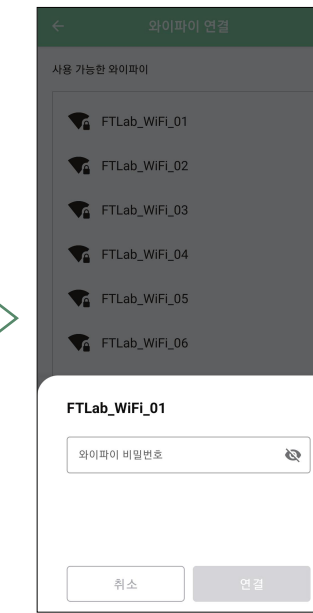 와이파이 연결
사용 가능한 와이파이
FTLab_WiFi_01
FTLab_WiFi_02
FTLab_WiFi_03
FTLab_WiFi_04
FTLab_WiFi_05
FTLab_WiFi_06
FTLab_WiFi_01
와이파이 비밀번호
취소
연결